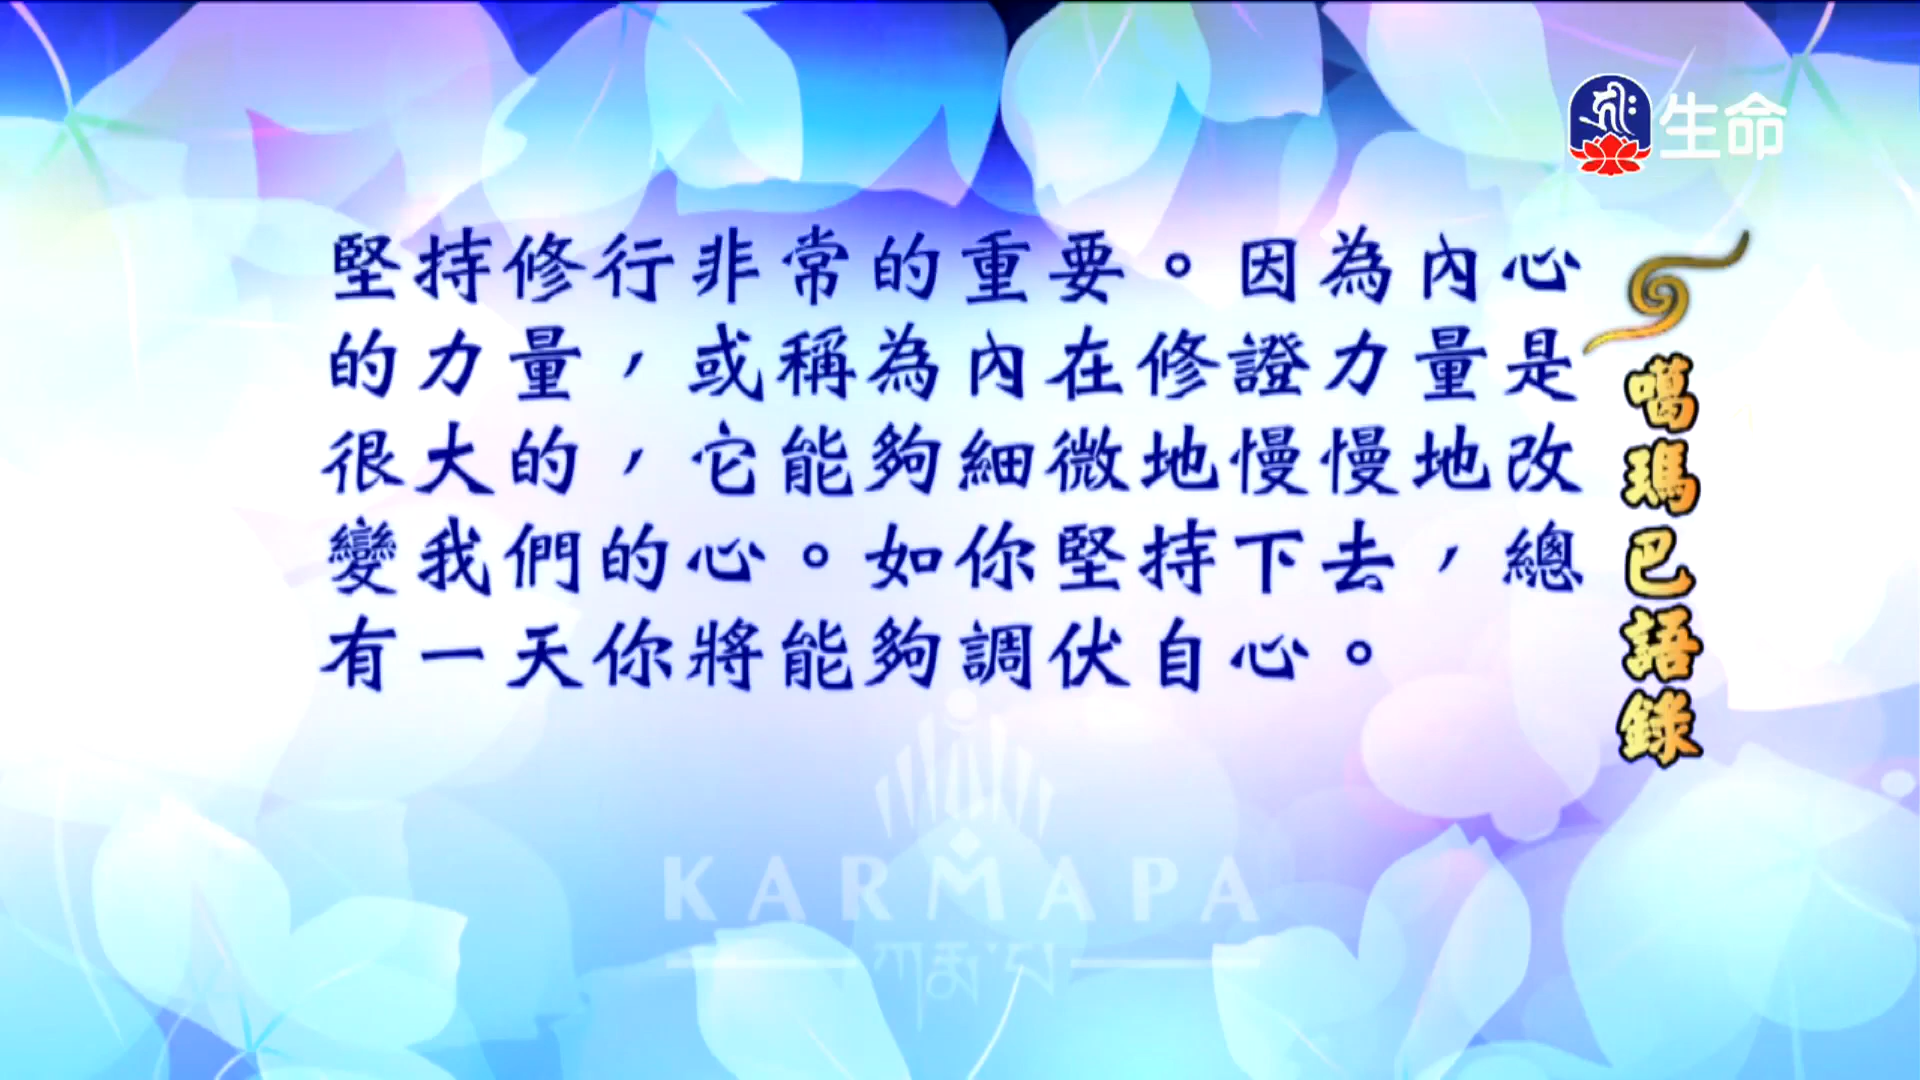 生命
堅持修行非常的重要。因為內心
的力量，或稱為內在修證力量是
很大的，它能夠細微地慢慢地改
變我們的心。如你堅持下去，總
有一天你將能夠調伏自心。
噶瑪巴語錄
KARMAPA
ཀརྨ་པ